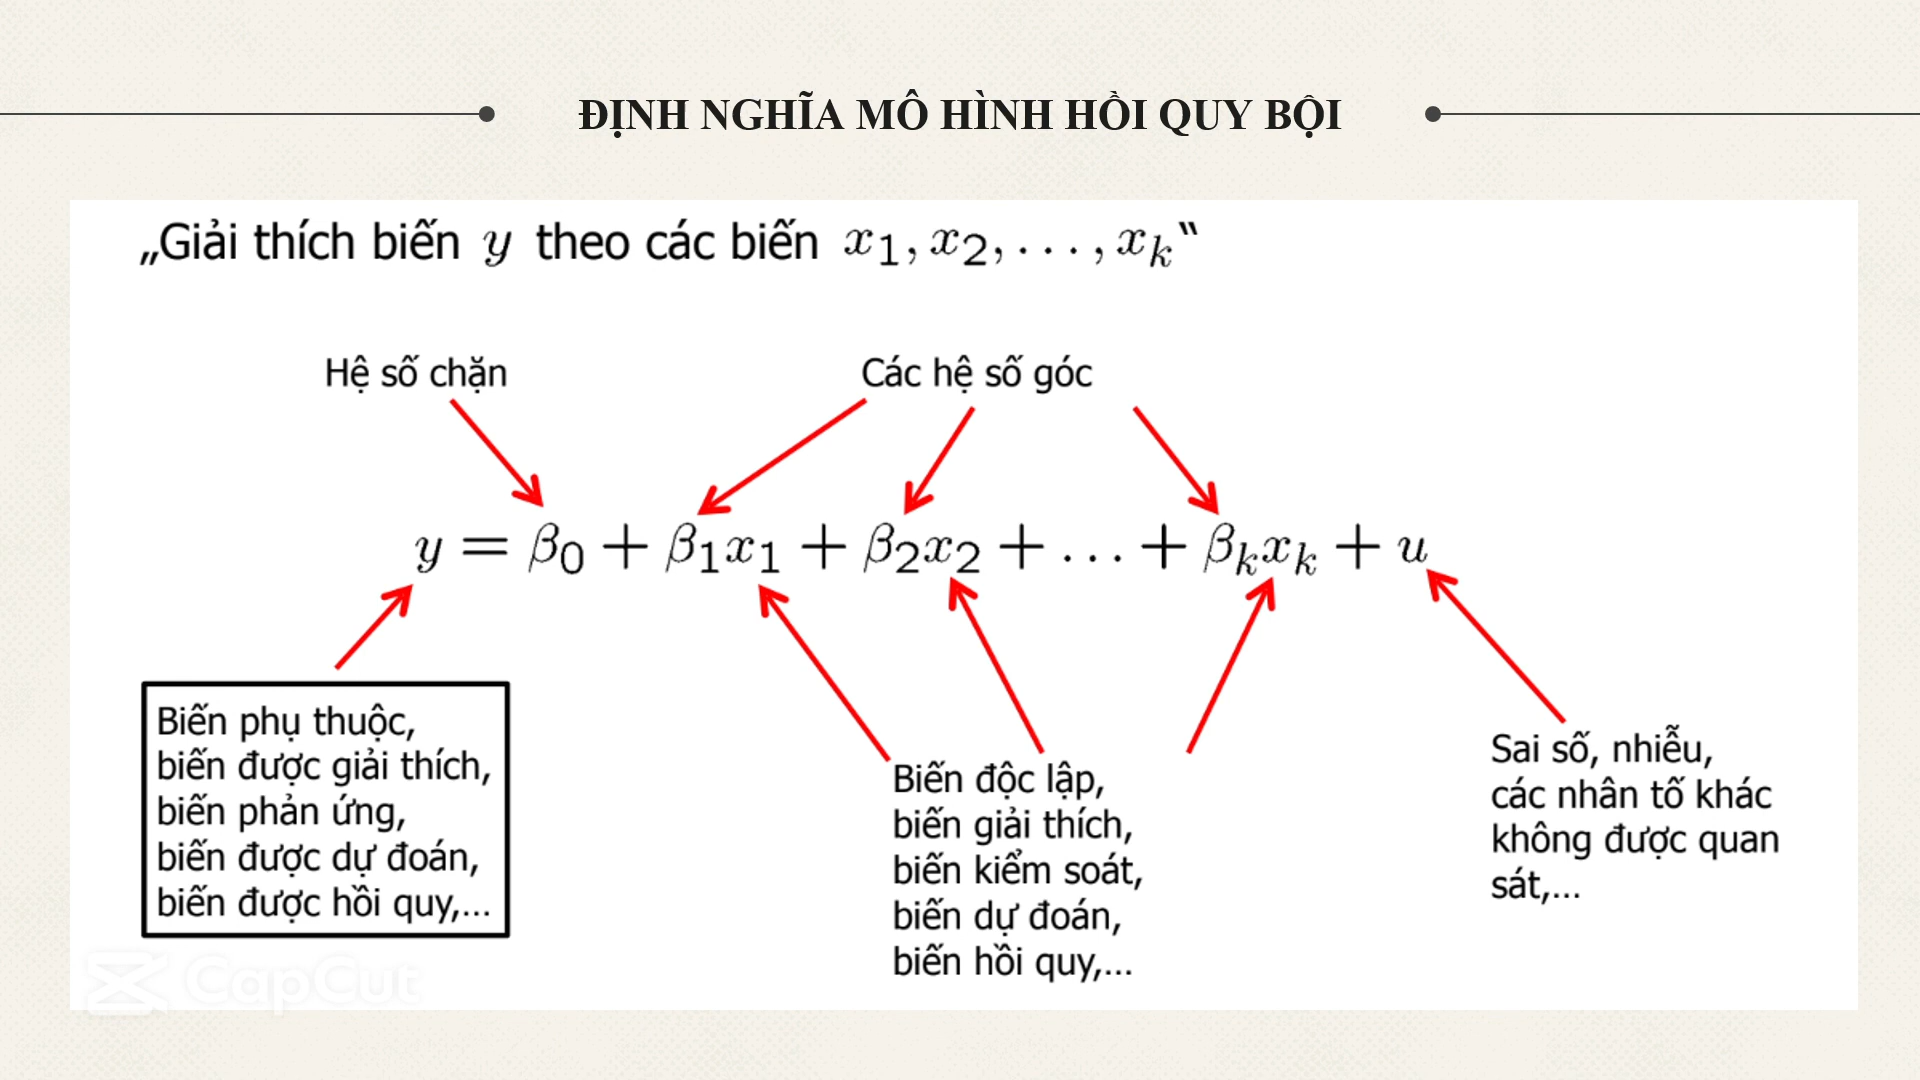 ĐỊNH NGHĨA MÔ HÌNH HỒI QUY BỘI
„Giải thích biến y theo các biến x₁, x₂, . . . , xₖ“
Hệ số chặn
Các hệ số góc
y = β₀ + β₁x₁ + β₂x₂ + . . . + βₖxₖ + u
Biến phụ thuộc,
biến được giải thích,
biến phản ứng,
biến được dự đoán,
biến được hồi quy,...
Biến độc lập,
biến giải thích,
biến kiểm soát,
biến dự đoán,
biến hồi quy,...
Sai số, nhiễu,
các nhân tố khác
không được quan
sát,...
CapCut